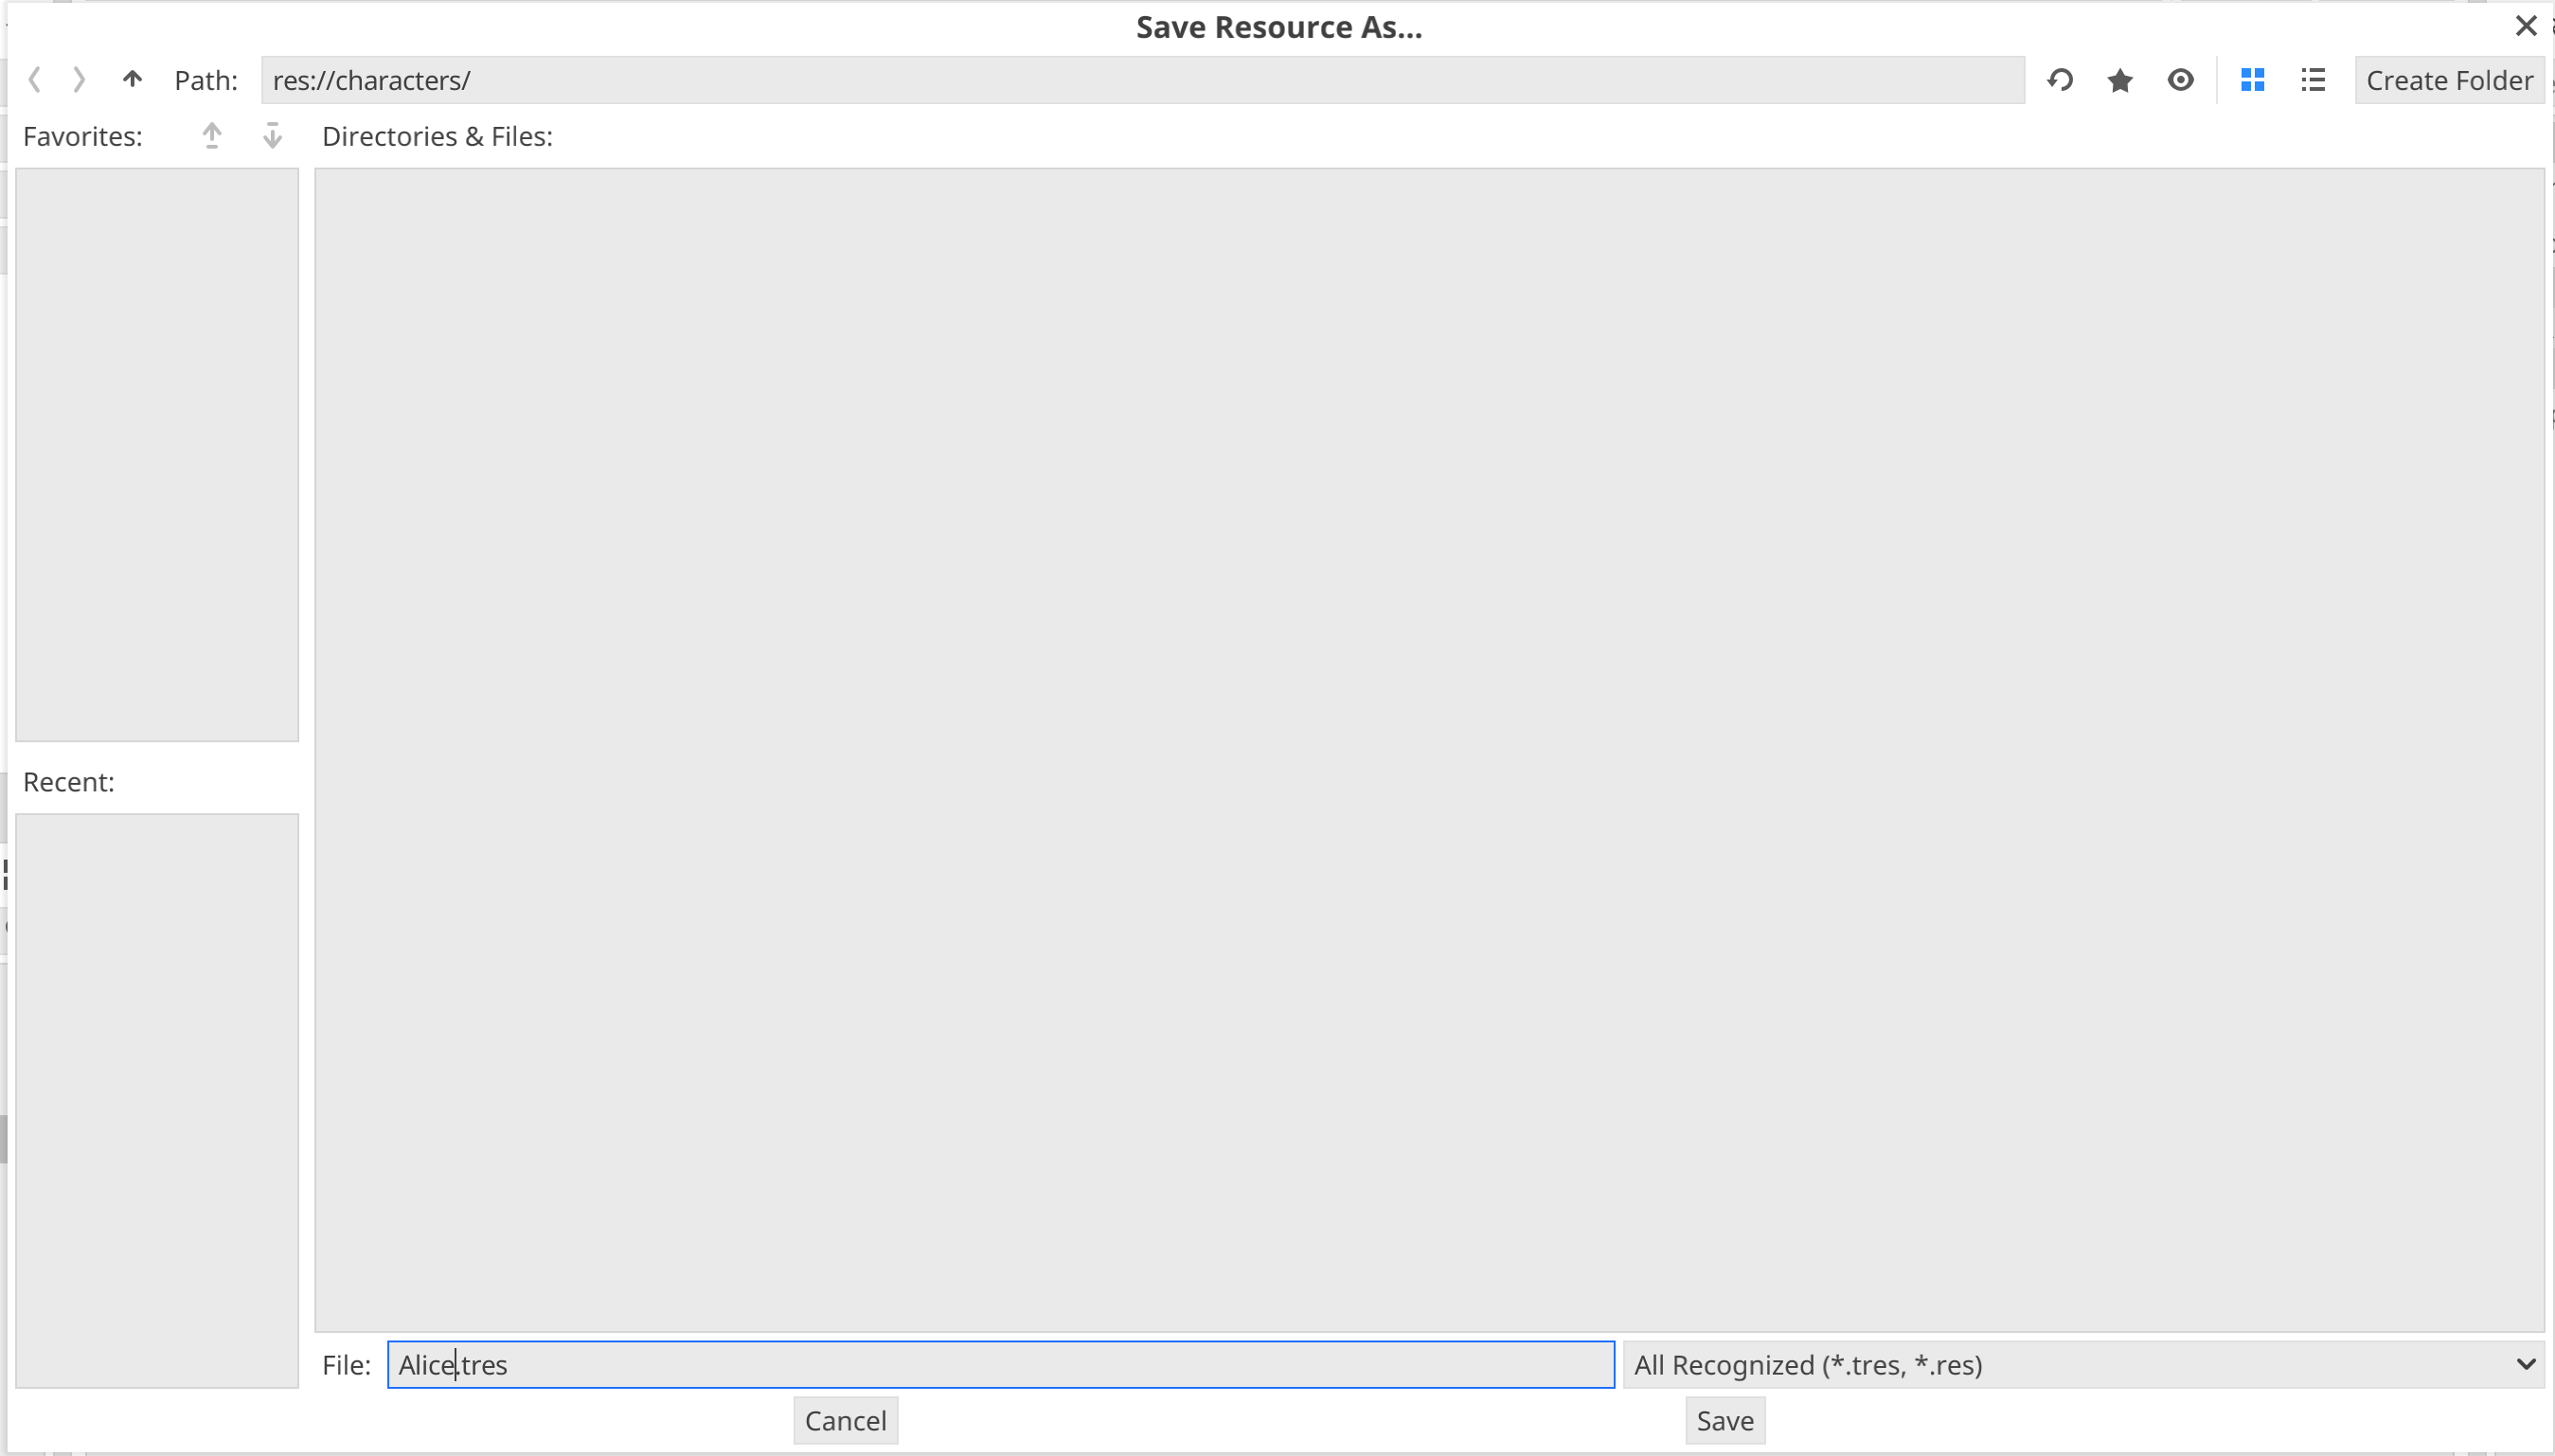 Save Resource As...
Path: res://characters/ Create Folder
Favorites: Directories & Files:
Recent:
File: Alice.tres All Recognized (*.tres, *.res)
Cancel Save